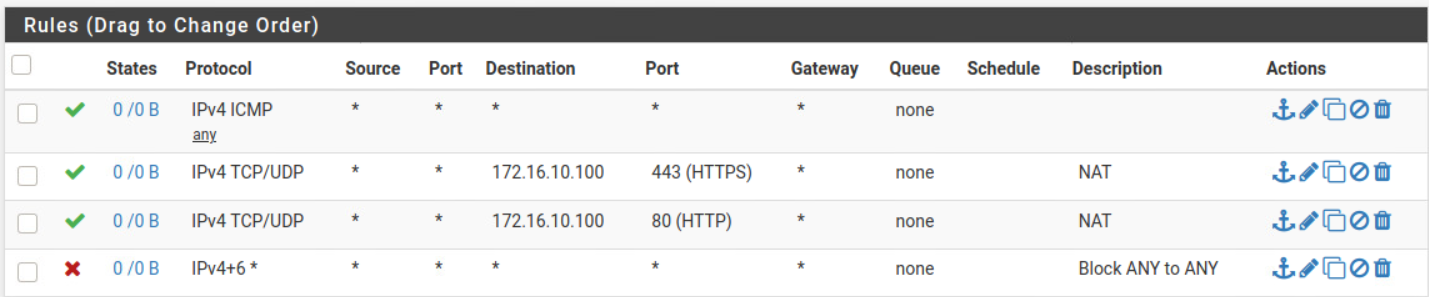 Rules (Drag to Change Order)
States Protocol Source Port Destination Port Gateway Queue Schedule Description Actions
0 /0 B IPv4 ICMP * * * * * none
any
0 /0 B IPv4 TCP/UDP * * 172.16.10.100 443 (HTTPS) * none NAT
0 /0 B IPv4 TCP/UDP * * 172.16.10.100 80 (HTTP) * none NAT
0 /0 B IPv4+6 * * * * * * none Block ANY to ANY